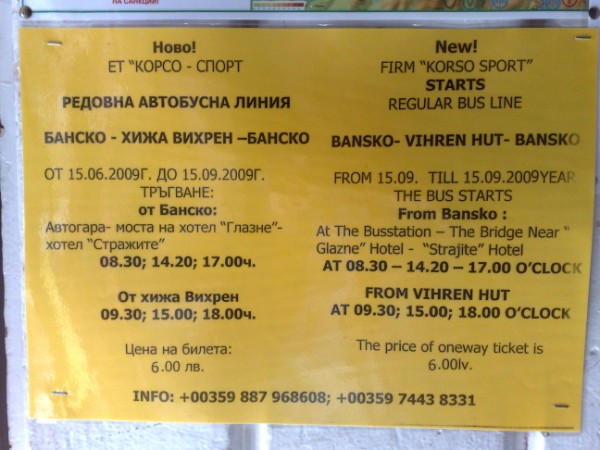 НА САНКЦИИ!
Ново!
ЕТ "КОРСО - СПОРТ
РЕДОВНА АВТОБУСНА ЛИНИЯ
БАНСКО - ХИЖА ВИХРЕН –БАНСКО
ОТ 15.06.2009Г. ДО 15.09.2009Г.
ТРЪГВАНЕ:
от Банско:
Автогара- моста на хотел "Глазне"-
хотел "Стражите"
08.30; 14.20; 17.00ч.
От хижа Вихрен
09.30; 15.00; 18.00ч.
Цена на билета:
6.00 лв.
New!
FIRM "KORSO SPORT"
STARTS
REGULAR BUS LINE
BANSKO- VIHREN HUT- BANSKO
FROM 15.09. TILL 15.09.2009YEAR
THE BUS STARTS
From Bansko :
At The Busstation – The Bridge Near "
Glazne" Hotel - "Strajite" Hotel
AT 08.30 – 14.20 – 17.00 O'CLOCK
FROM VIHREN HUT
AT 09.30; 15.00; 18.00 O'CLOCK
The price of oneway ticket is
6.00lv.
INFO: +00359 887 968608; +00359 7443 8331